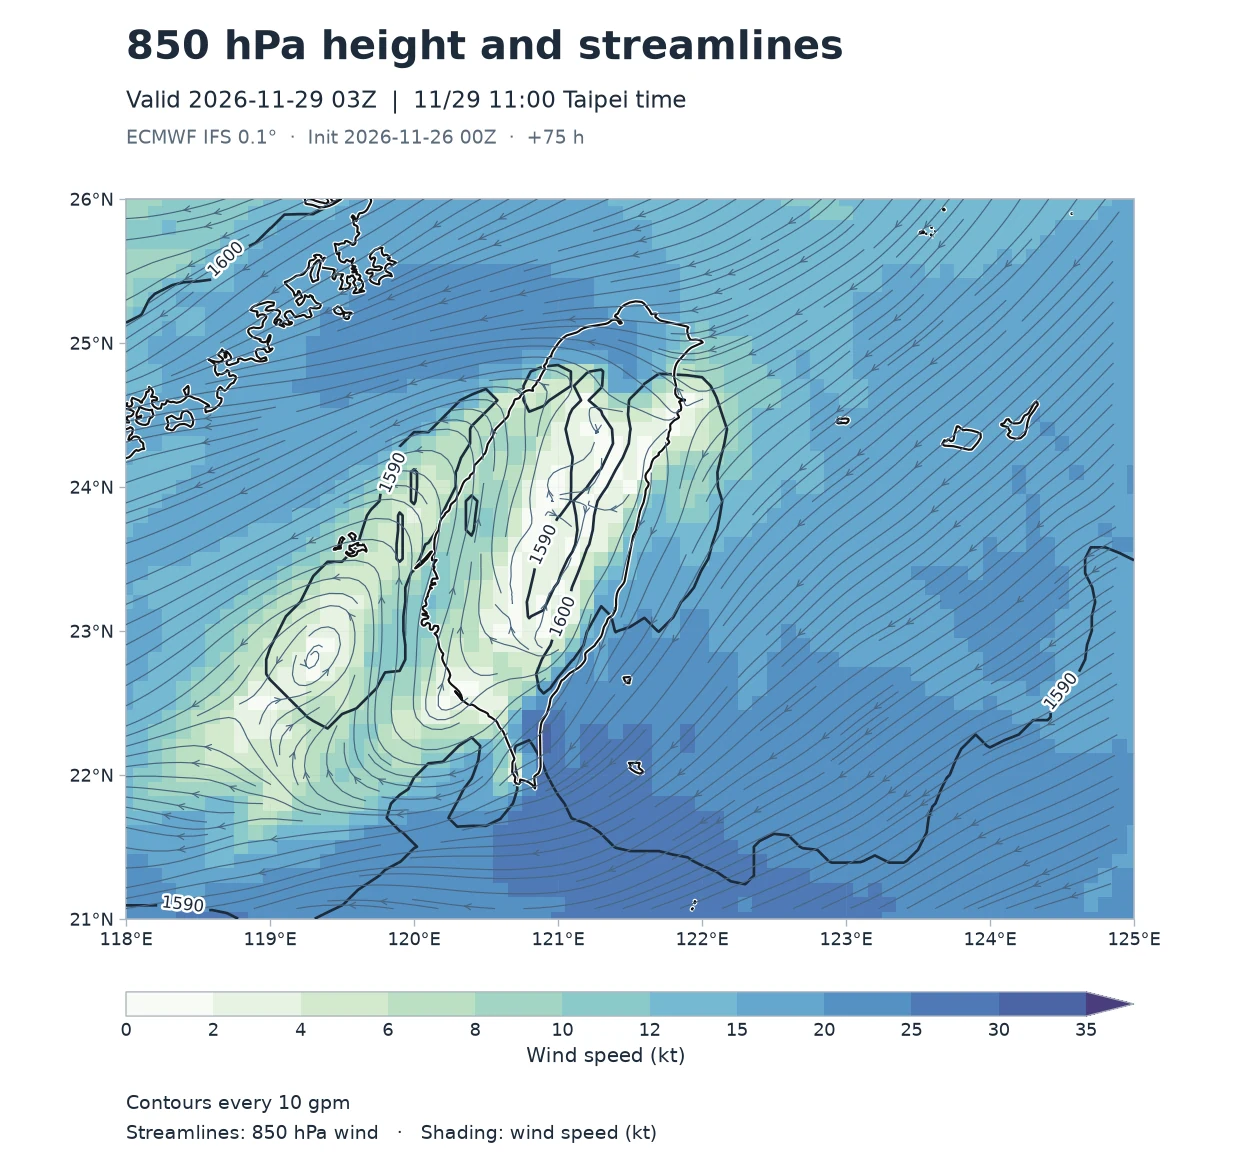 850 hPa height and streamlines
Valid 2026-11-29 03Z | 11/29 11:00 Taipei time
ECMWF IFS 0.1° · Init 2026-11-26 00Z · +75 h
26°N
1600
25°N
1590
24°N
1590
23°N
1600
1590
22°N
1590
21°N
118°E 119°E 120°E 121°E 122°E 123°E 124°E 125°E
0 2 4 6 8 10 12 15 20 25 30 35
Wind speed (kt)
Contours every 10 gpm
Streamlines: 850 hPa wind · Shading: wind speed (kt)